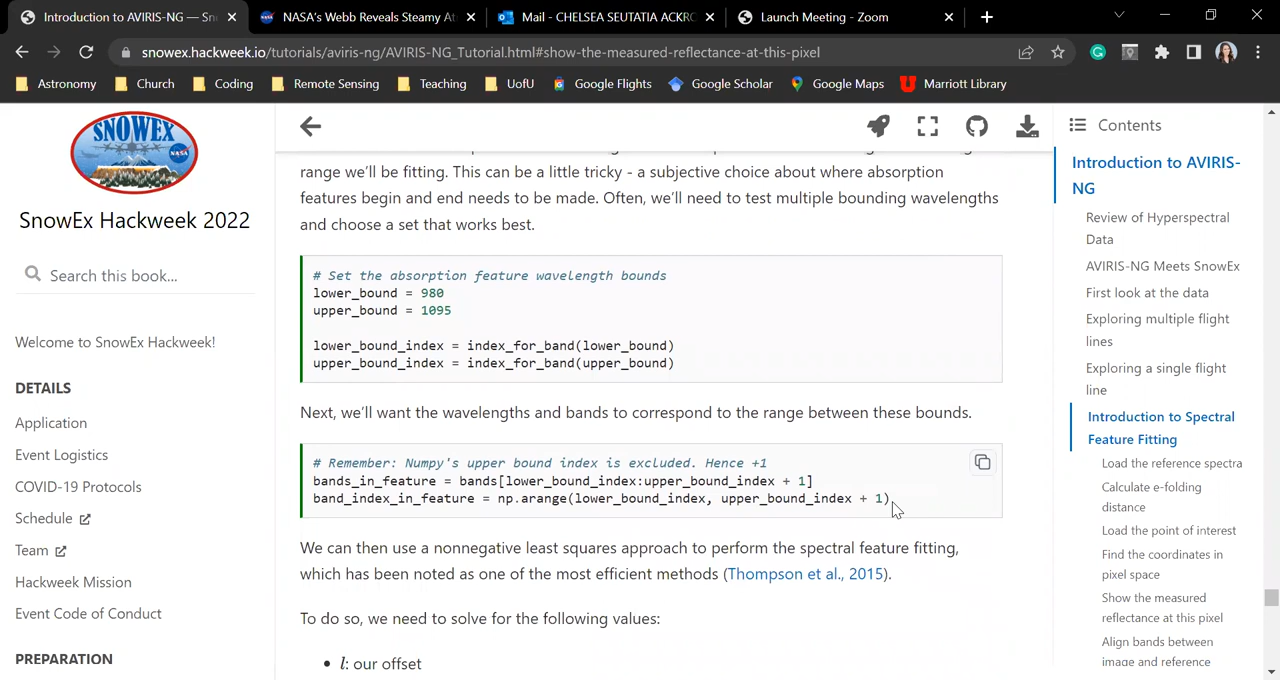 Introduction to AVIRIS-NG — Sno
NASA's Webb Reveals Steamy At
Mail - CHELSEA SEUTATIA ACKRO
Launch Meeting - Zoom
snowex.hackweek.io/tutorials/aviris-ng/AVIRIS-NG_Tutorial.html#show-the-measured-reflectance-at-this-pixel
Astronomy
Church
Coding
Remote Sensing
Teaching
UofU
Google Flights
Google Scholar
Google Maps
Marriott Library
SNOWEX
NASA
SnowEx Hackweek 2022
Search this book...
Welcome to SnowEx Hackweek!
DETAILS
Application
Event Logistics
COVID-19 Protocols
Schedule
Team
Hackweek Mission
Event Code of Conduct
PREPARATION
range we'll be fitting. This can be a little tricky - a subjective choice about where absorption
features begin and end needs to be made. Often, we'll need to test multiple bounding wavelengths
and choose a set that works best.
# Set the absorption feature wavelength bounds
lower_bound = 980
upper_bound = 1095
lower_bound_index = index_for_band(lower_bound)
upper_bound_index = index_for_band(upper_bound)
Next, we'll want the wavelengths and bands to correspond to the range between these bounds.
# Remember: Numpy's upper bound index is excluded. Hence +1
bands_in_feature = bands[lower_bound_index:upper_bound_index + 1]
band_index_in_feature = np.arange(lower_bound_index, upper_bound_index + 1)
We can then use a nonnegative least squares approach to perform the spectral feature fitting,
which has been noted as one of the most efficient methods (Thompson et al., 2015).
To do so, we need to solve for the following values:
• l: our offset
Contents
Introduction to AVIRIS-
NG
Review of Hyperspectral
Data
AVIRIS-NG Meets SnowEx
First look at the data
Exploring multiple flight
lines
Exploring a single flight
line
Introduction to Spectral
Feature Fitting
Load the reference spectra
Calculate e-folding
distance
Load the point of interest
Find the coordinates in
pixel space
Show the measured
reflectance at this pixel
Align bands between
image and reference